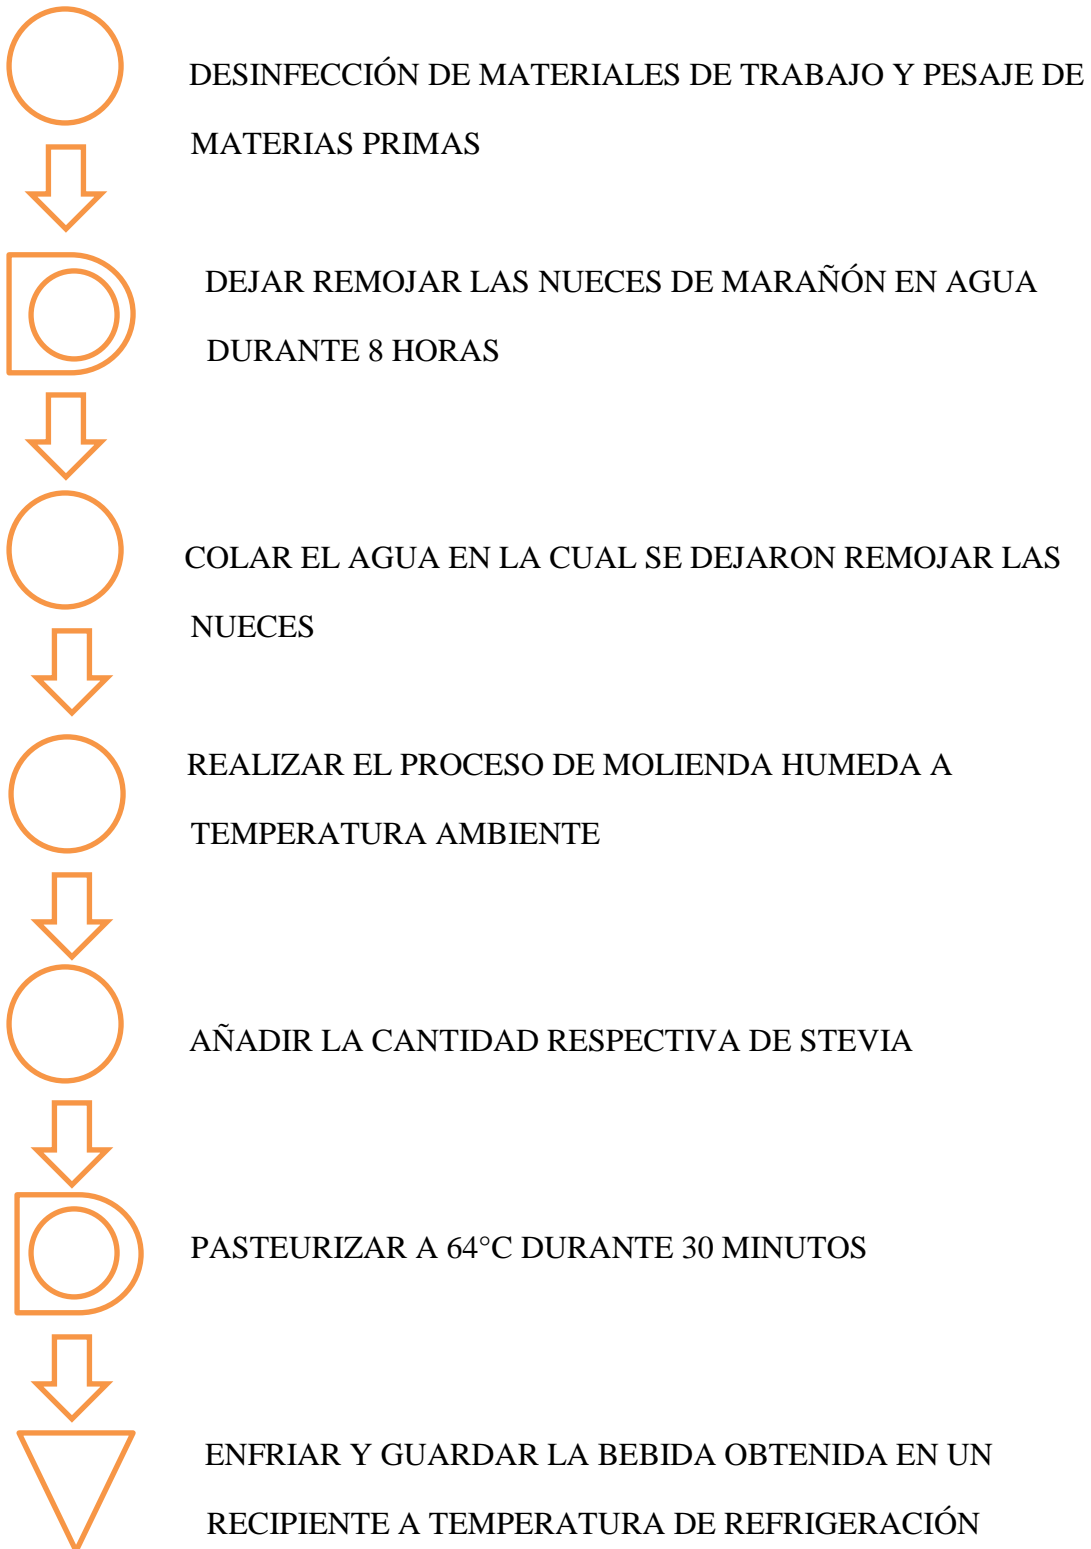 DESINFECCIÓN DE MATERIALES DE TRABAJO Y PESAJE DE
MATERIAS PRIMAS
DEJAR REMOJAR LAS NUECES DE MARAÑÓN EN AGUA
DURANTE 8 HORAS
COLAR EL AGUA EN LA CUAL SE DEJARON REMOJAR LAS
NUECES
REALIZAR EL PROCESO DE MOLIENDA HUMEDA A
TEMPERATURA AMBIENTE
AÑADIR LA CANTIDAD RESPECTIVA DE STEVIA
PASTEURIZAR A 64°C DURANTE 30 MINUTOS
ENFRIAR Y GUARDAR LA BEBIDA OBTENIDA EN UN
RECIPIENTE A TEMPERATURA DE REFRIGERACIÓN